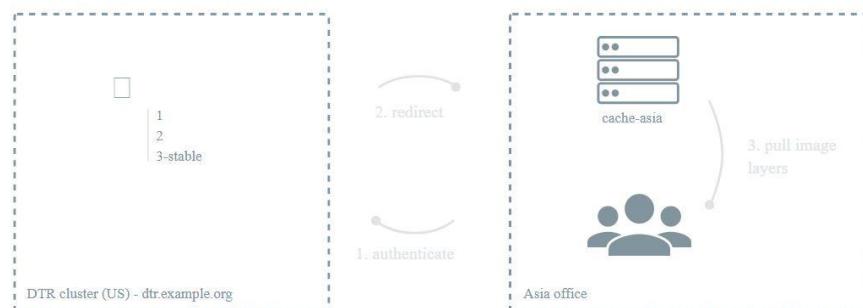 1
2
3-stable
DTR cluster (US) - dtr.example.org
2. redirect
1. authenticate
cache-asia
3. pull image
layers
Asia office